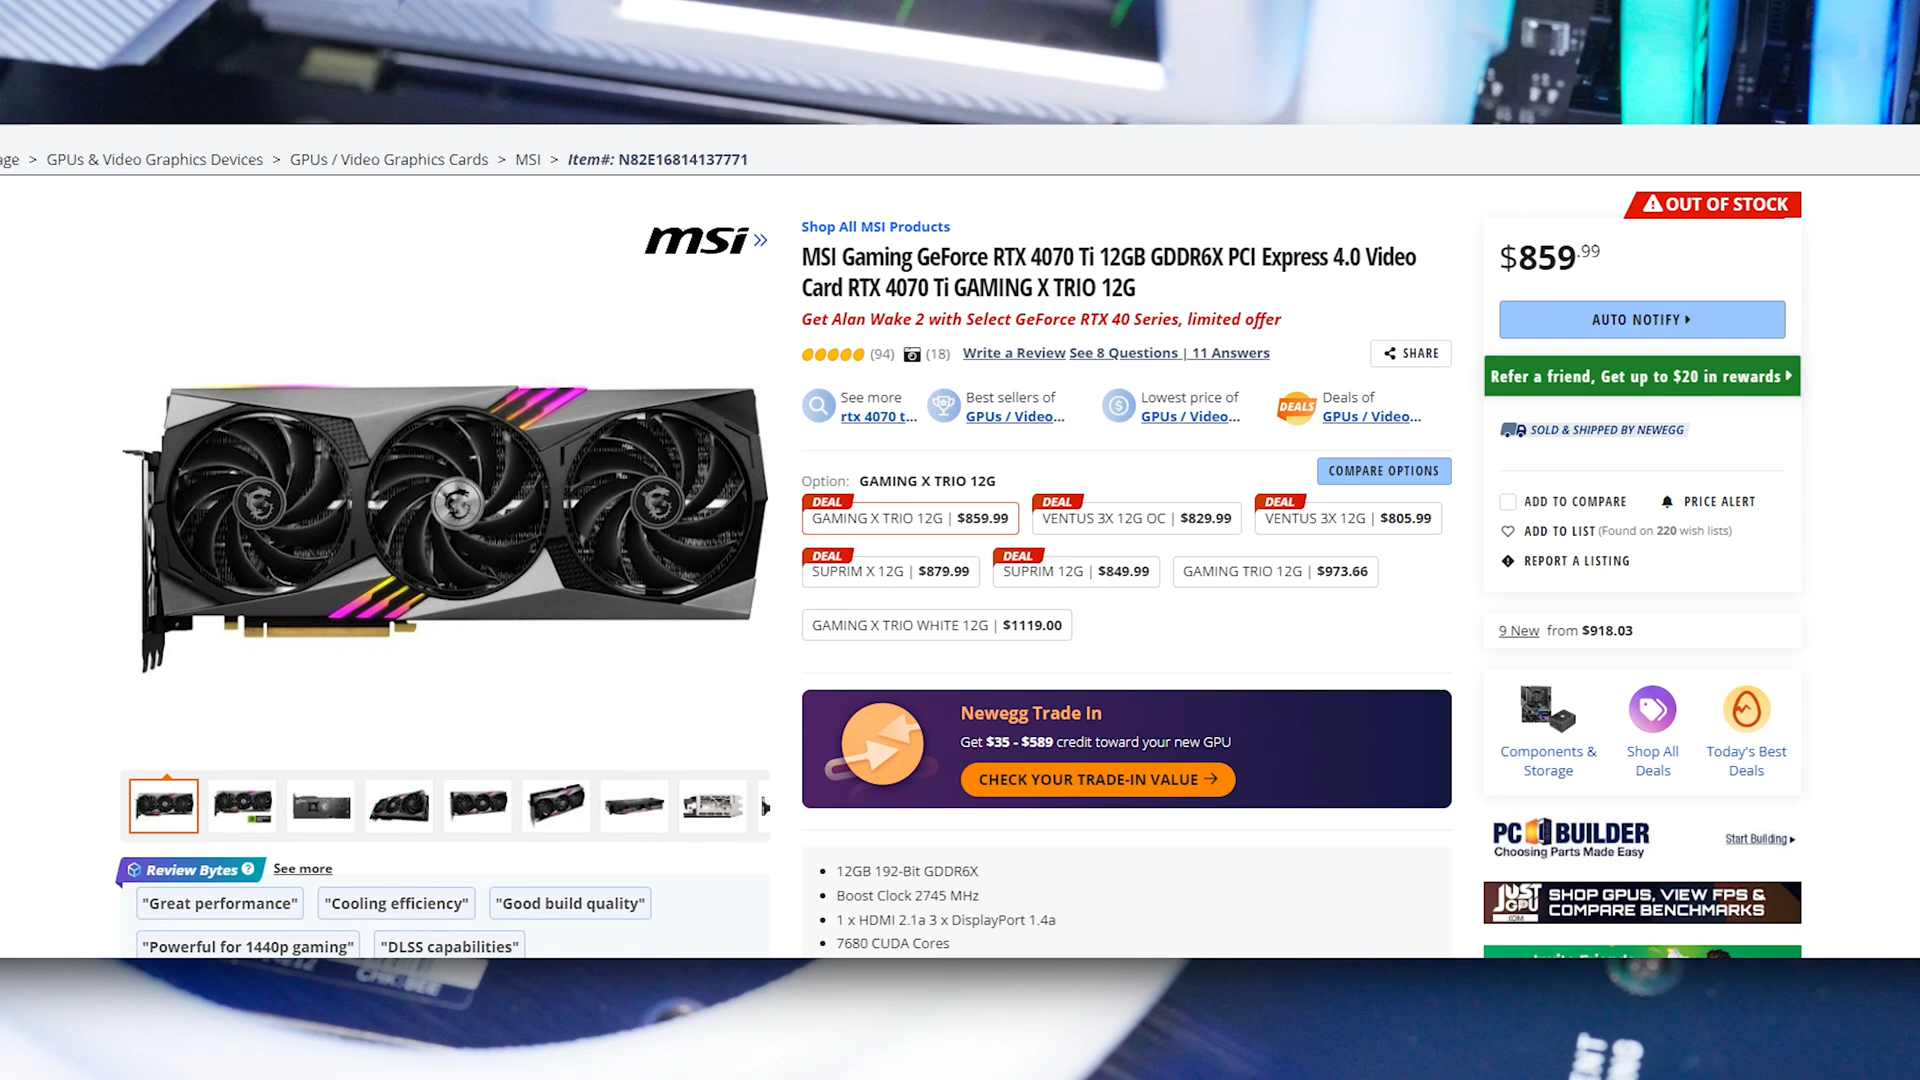 age > GPUs & Video Graphics Devices > GPUs / Video Graphics Cards > MSI > Item#: N82E16814137771
msi
Shop All MSI Products
MSI Gaming GeForce RTX 4070 Ti 12GB GDDR6X PCI Express 4.0 Video
Card RTX 4070 Ti GAMING X TRIO 12G
Get Alan Wake 2 with Select GeForce RTX 40 Series, limited offer
(94) (18) Write a Review See 8 Questions | 11 Answers
SHARE
See more
rtx 4070 t...
Best sellers of
GPUs / Video...
Lowest price of
GPUs / Video...
DEALS
Deals of
GPUs / Video...
Option: GAMING X TRIO 12G
COMPARE OPTIONS
DEAL
GAMING X TRIO 12G | $859.99
DEAL
VENTUS 3X 12G OC | $829.99
DEAL
VENTUS 3X 12G | $805.99
DEAL
SUPRIM X 12G | $879.99
DEAL
SUPRIM 12G | $849.99
GAMING TRIO 12G | $973.66
GAMING X TRIO WHITE 12G | $1119.00
Newegg Trade In
Get $35 - $589 credit toward your new GPU
CHECK YOUR TRADE-IN VALUE
12GB 192-Bit GDDR6X
Boost Clock 2745 MHz
1 x HDMI 2.1a 3 x DisplayPort 1.4a
7680 CUDA Cores
Review Bytes ? See more
"Great performance"
"Cooling efficiency"
"Good build quality"
"Powerful for 1440p gaming"
"DLSS capabilities"
OUT OF STOCK
$859.99
AUTO NOTIFY
Refer a friend, Get up to $20 in rewards
SOLD & SHIPPED BY NEWEGG
ADD TO COMPARE
PRICE ALERT
ADD TO LIST (Found on 220 wish lists)
REPORT A LISTING
9 New from $918.03
Components &
Storage
Shop All
Deals
Today's Best
Deals
PC BUILDER
Choosing Parts Made Easy
Start Building
JUST
GPU
.COM
SHOP GPUS, VIEW FPS &
COMPARE BENCHMARKS